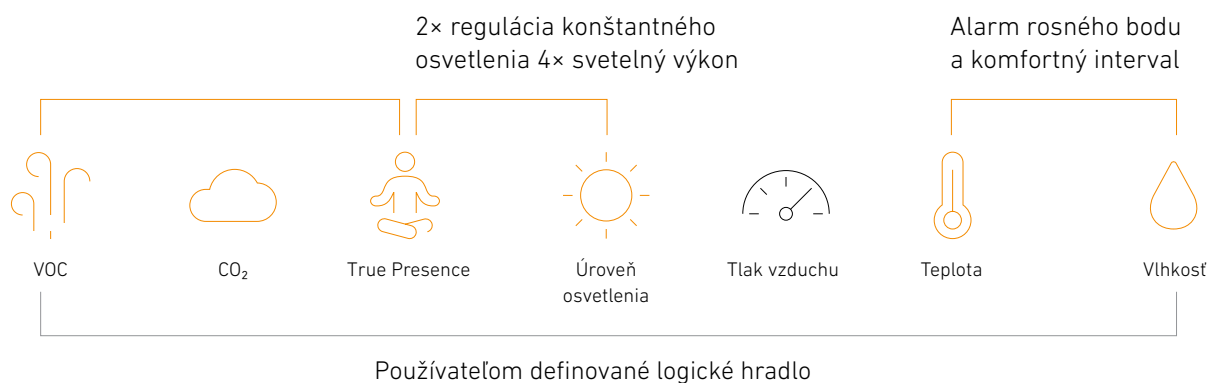 2× regulácia konštantného
osvetlenia 4× svetelný výkon
Alarm rosného bodu
a komfortný interval
VOC
CO₂
True Presence
Úroveň
osvetlenia
Tlak vzduchu
Teplota
Vlhkosť
Používateľom definované logické hradlo